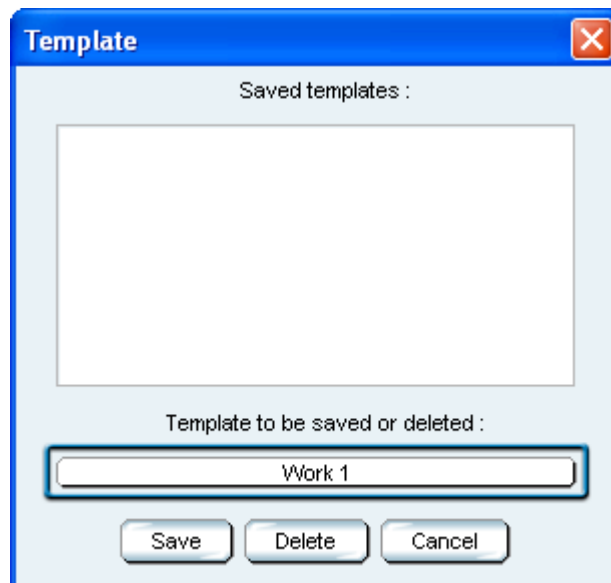 Template
Saved templates :
Template to be saved or deleted :
Work 1
Save Delete Cancel